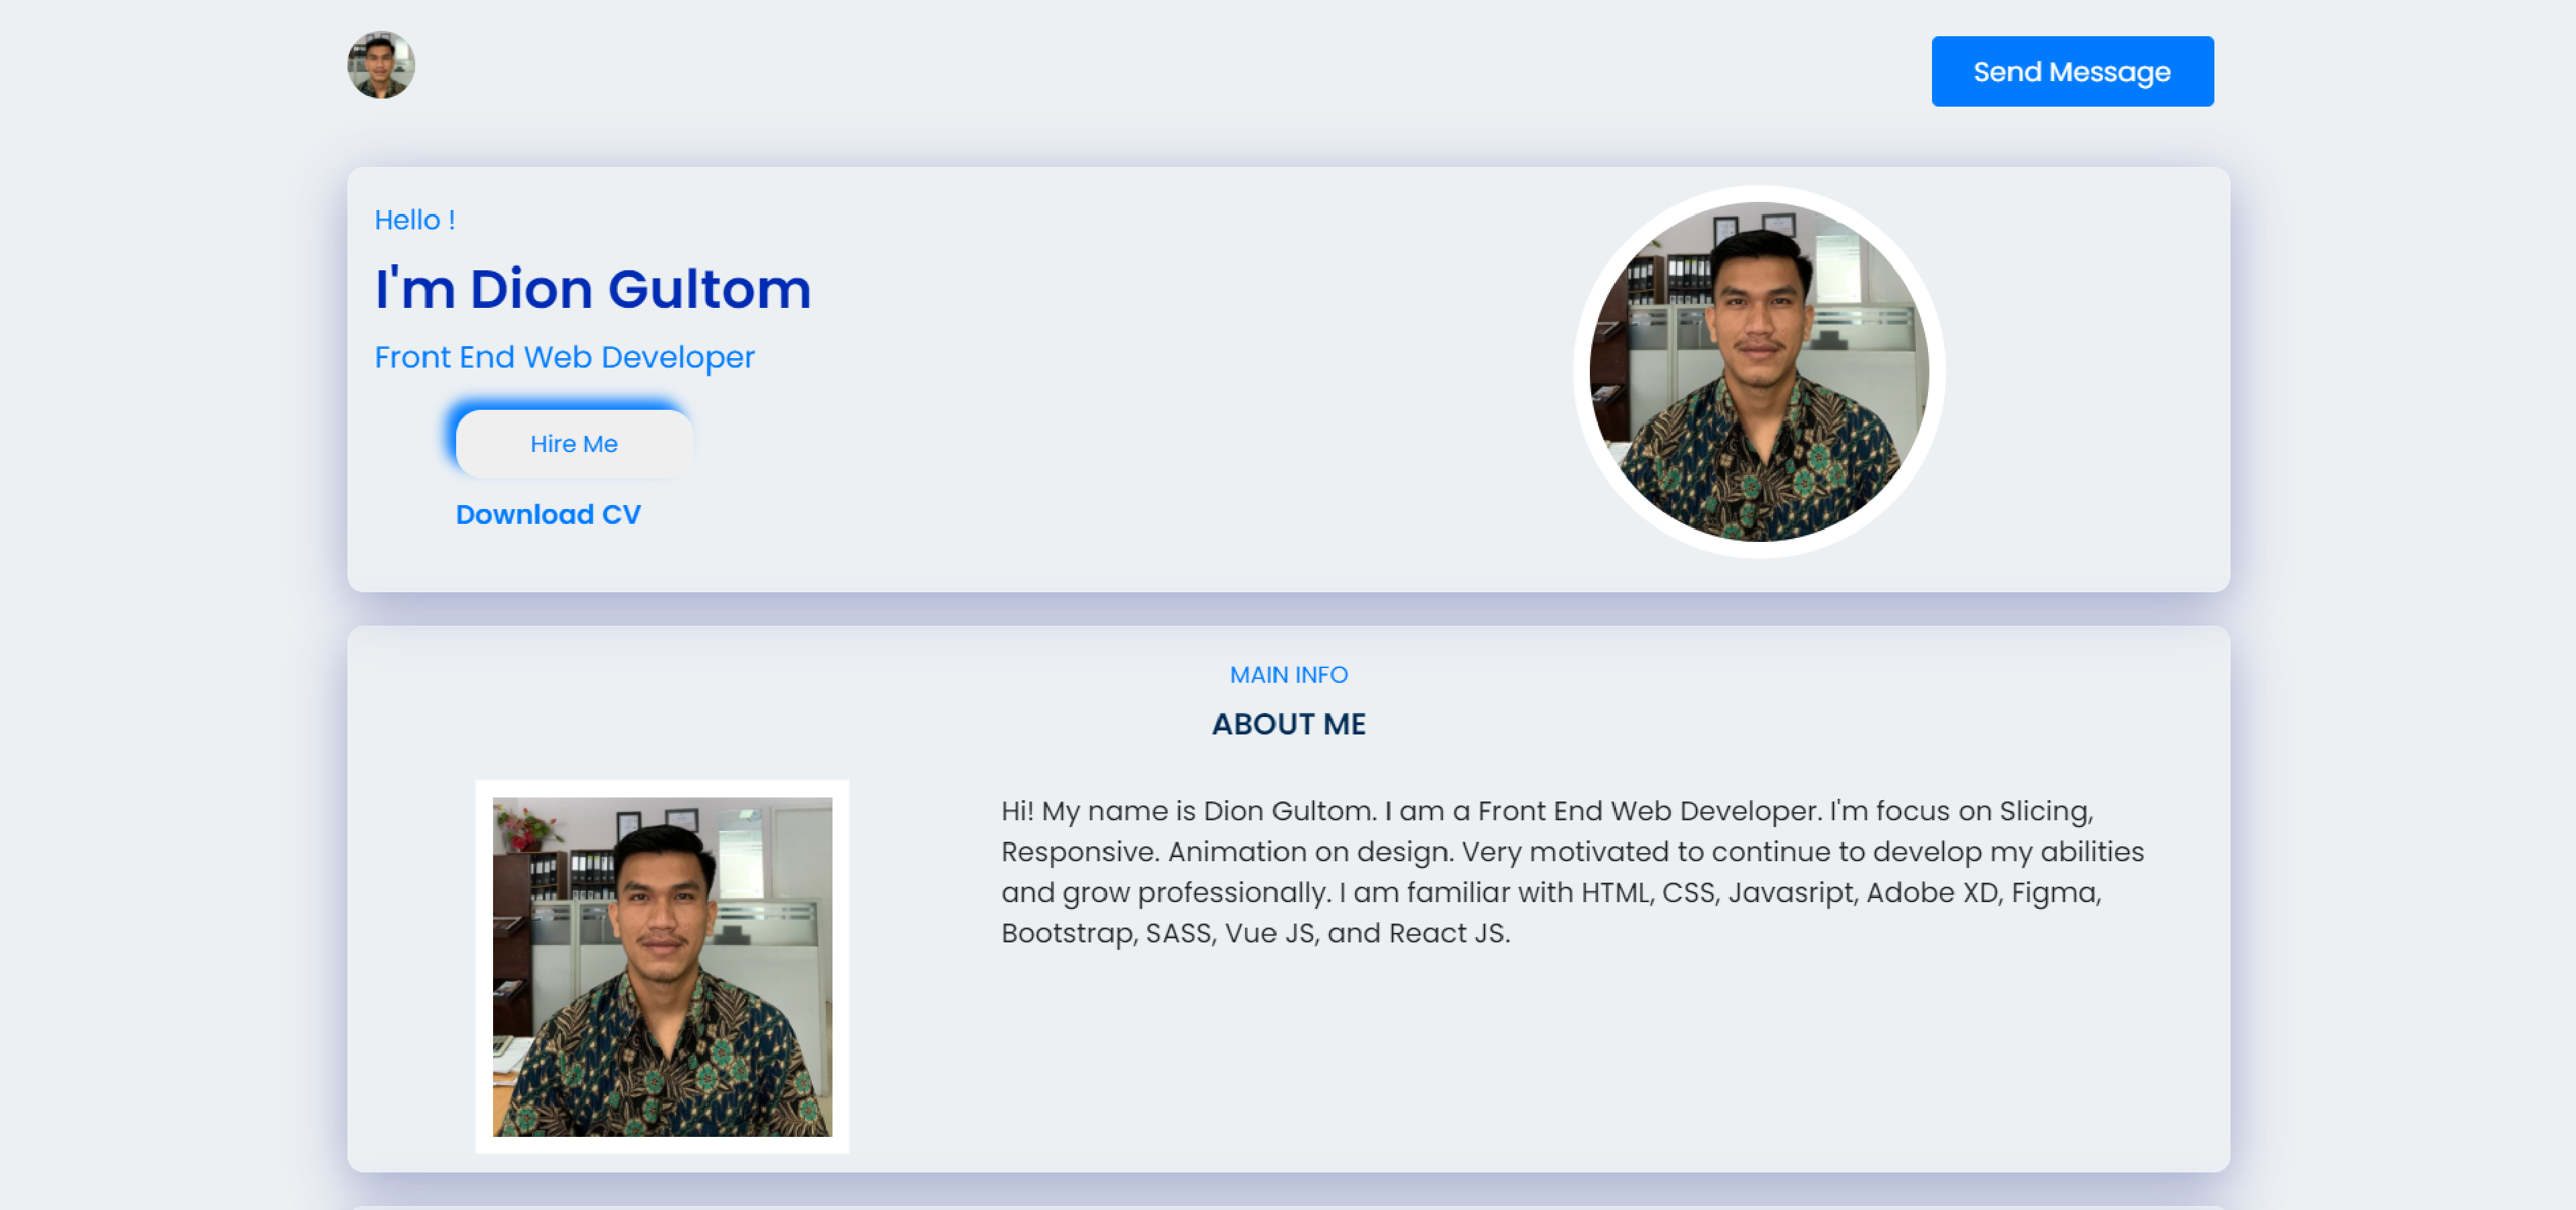 Send Message
Hello !
I'm Dion Gultom
Front End Web Developer
Hire Me
Download CV
MAIN INFO
ABOUT ME
Hi! My name is Dion Gultom. I am a Front End Web Developer. I'm focus on Slicing,
Responsive. Animation on design. Very motivated to continue to develop my abilities
and grow professionally. I am familiar with HTML, CSS, Javasript, Adobe XD, Figma,
Bootstrap, SASS, Vue JS, and React JS.